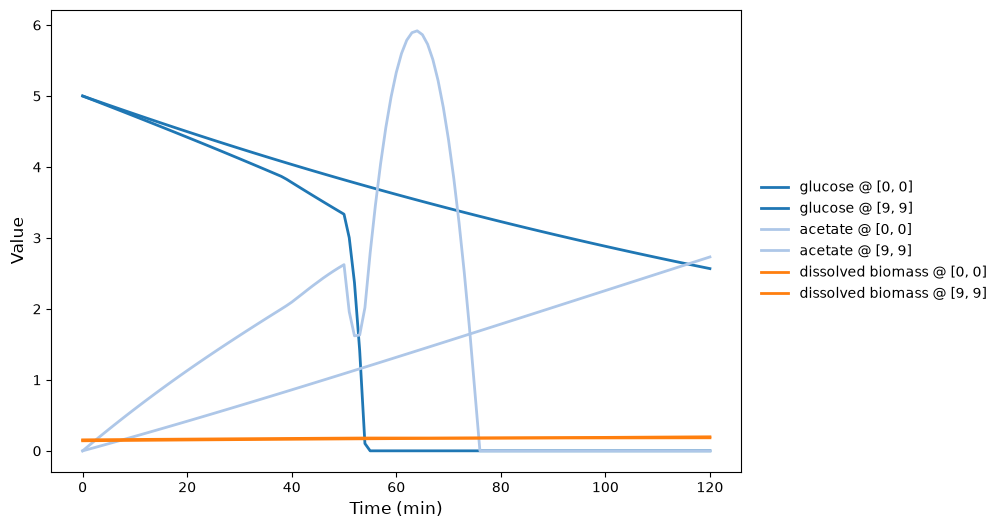 6
5
4
3
2
1
0
Value
0 20 40 60 80 100 120
Time (min)
glucose @ [0, 0]
glucose @ [9, 9]
acetate @ [0, 0]
acetate @ [9, 9]
dissolved biomass @ [0, 0]
dissolved biomass @ [9, 9]